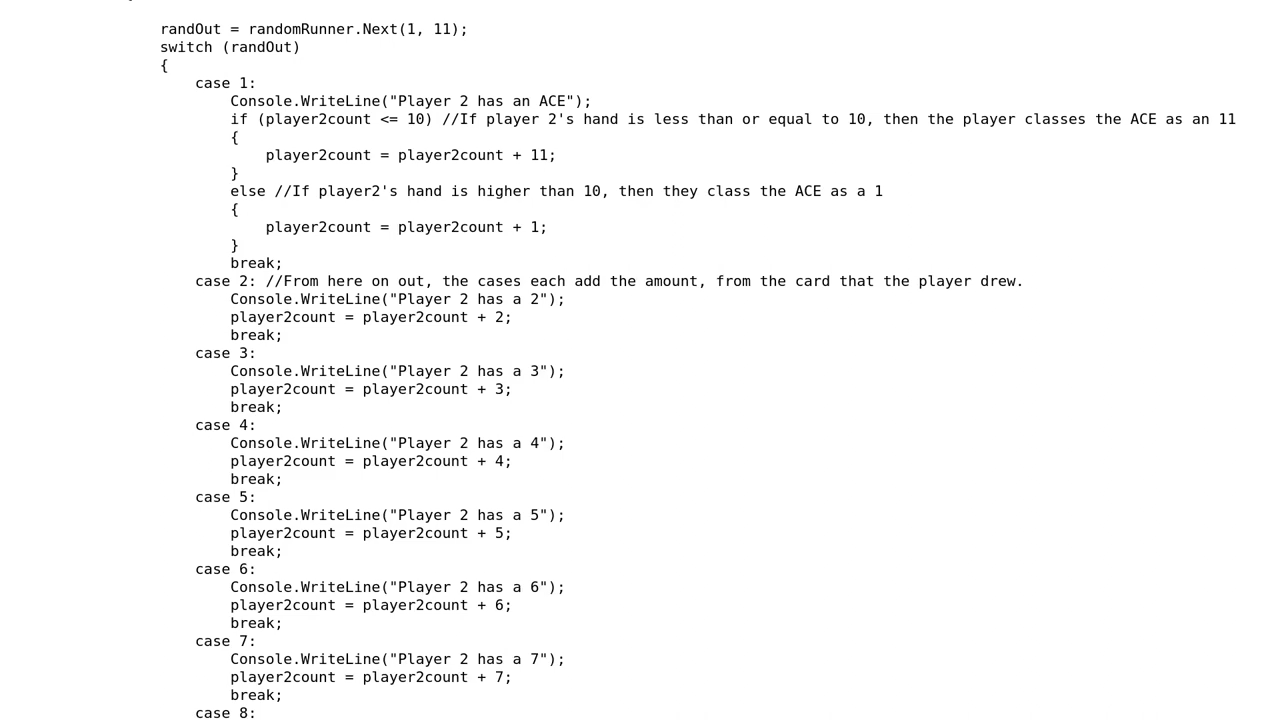 randOut = randomRunner.Next(1, 11);
switch (randOut)
{
case 1:
Console.WriteLine("Player 2 has an ACE");
if (player2count <= 10) //If player 2's hand is less than or equal to 10, then the player classes the ACE as an 11
{
player2count = player2count + 11;
}
else //If player2's hand is higher than 10, then they class the ACE as a 1
{
player2count = player2count + 1;
}
break;
case 2: //From here on out, the cases each add the amount, from the card that the player drew.
Console.WriteLine("Player 2 has a 2");
player2count = player2count + 2;
break;
case 3:
Console.WriteLine("Player 2 has a 3");
player2count = player2count + 3;
break;
case 4:
Console.WriteLine("Player 2 has a 4");
player2count = player2count + 4;
break;
case 5:
Console.WriteLine("Player 2 has a 5");
player2count = player2count + 5;
break;
case 6:
Console.WriteLine("Player 2 has a 6");
player2count = player2count + 6;
break;
case 7:
Console.WriteLine("Player 2 has a 7");
player2count = player2count + 7;
break;
case 8: